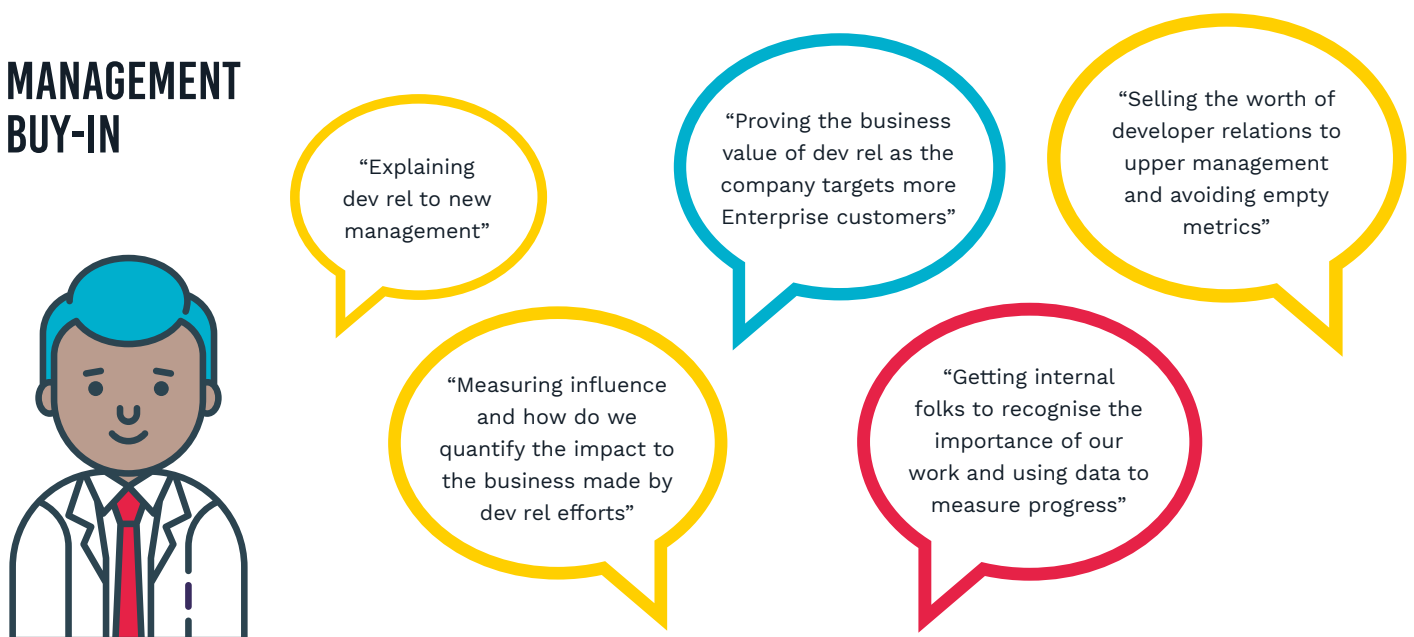 MANAGEMENT
BUY-IN
“Explaining
dev rel to new
management”
“Proving the business
value of dev rel as the
company targets more
Enterprise customers”
“Selling the worth of
developer relations to
upper management
and avoiding empty
metrics”
“Measuring influence
and how do we
quantify the impact to
the business made by
dev rel efforts”
“Getting internal
folks to recognise the
importance of our
work and using data to
measure progress”